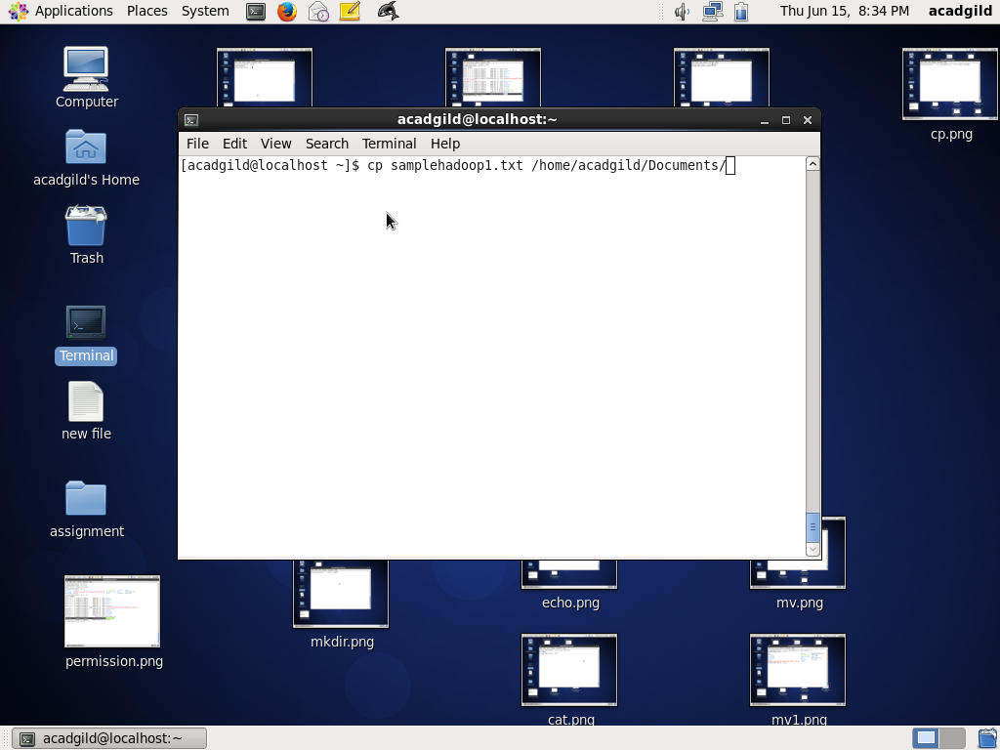 Applications Places System Thu Jun 15, 8:34 PM acadgild
Computer
cp.png
acadgild@localhost:~
File Edit View Search Terminal Help
[acadgild@localhost ~]$ cp samplehadoop1.txt /home/acadgild/Documents/
acadgild's Home
Trash
Terminal
new file
assignment
echo.png
mv.png
mkdir.png
permission.png
cat.png
mv1.png
acadgild@localhost:~